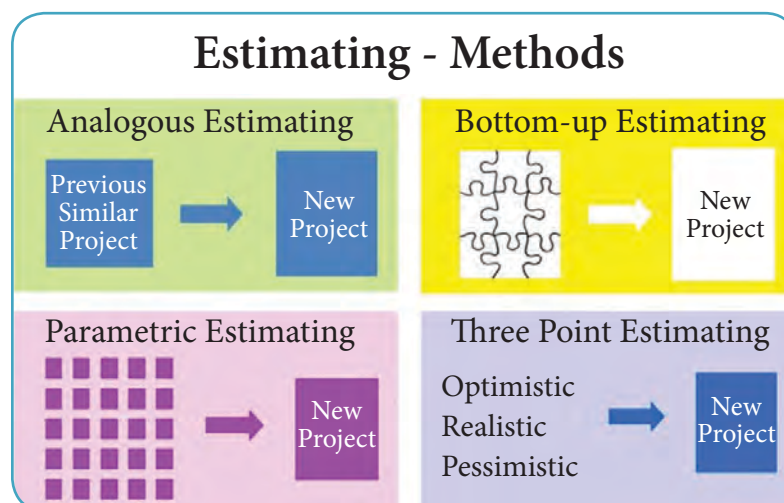 Estimating - Methods
Analogous Estimating
Previous
Similar
Project
New
Project
Bottom-up Estimating
New
Project
Parametric Estimating
New
Project
Three Point Estimating
Optimistic
Realistic
Pessimistic
New
Project